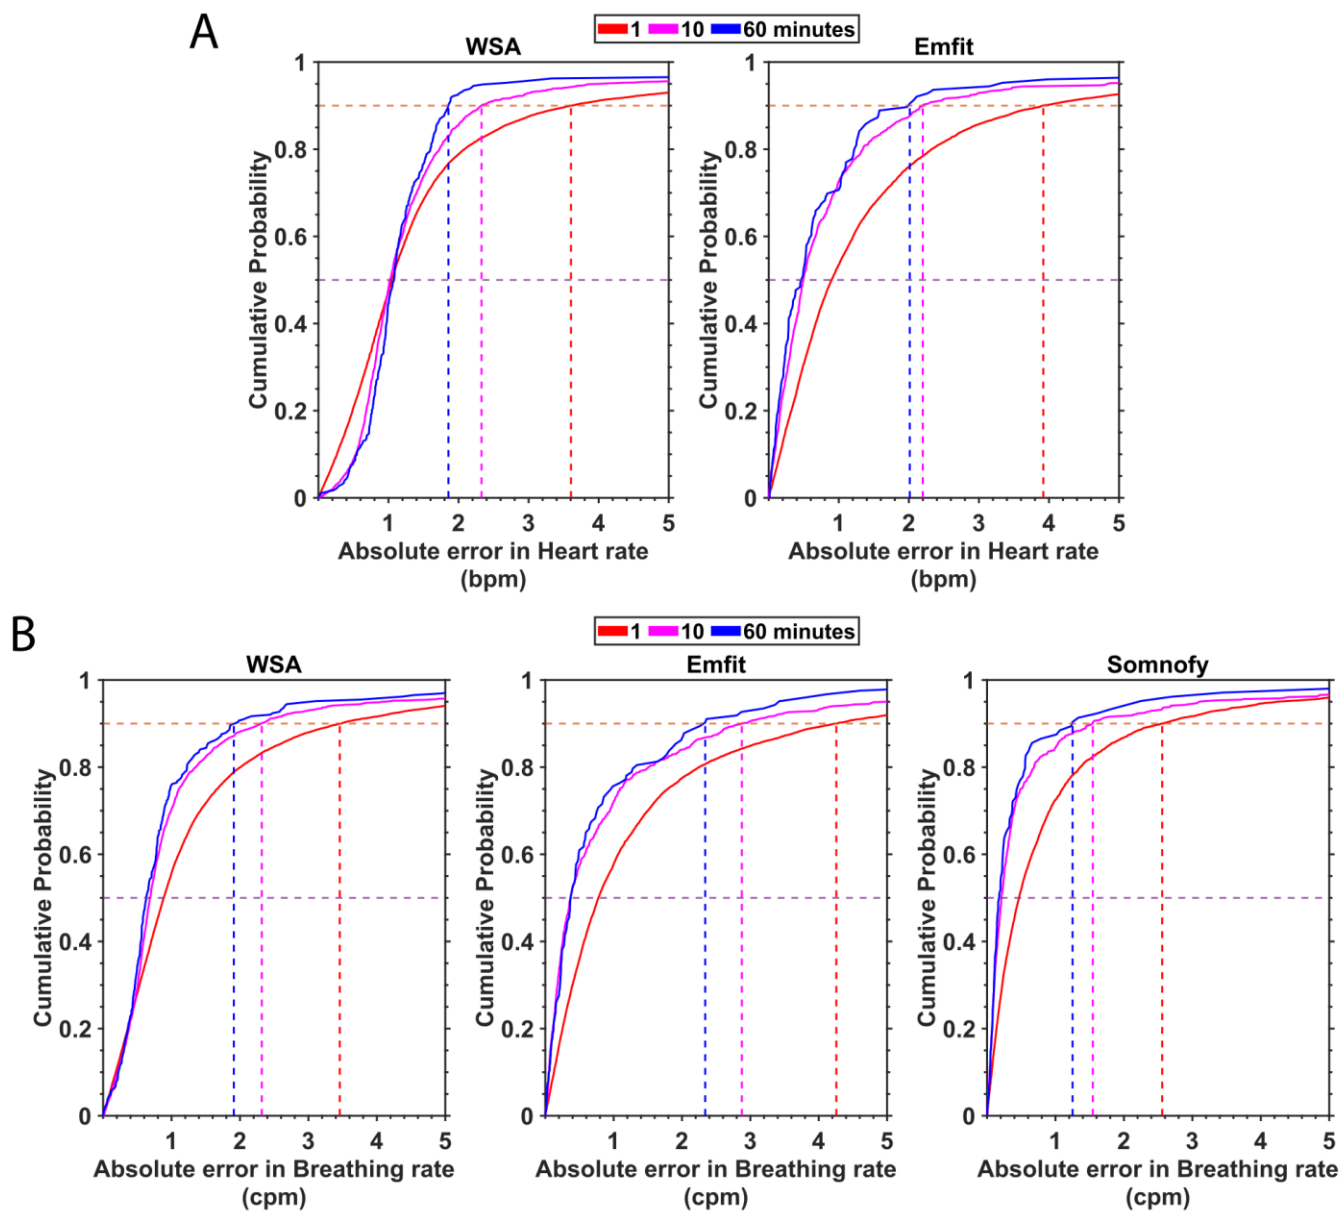 A
1 10 60 minutes
WSA
Emfit
1
0.8
0.6
0.4
0.2
0
Cumulative Probability
1 2 3 4 5
Absolute error in Heart rate
(bpm)
1
0.8
0.6
0.4
0.2
0
Cumulative Probability
1 2 3 4 5
Absolute error in Heart rate
(bpm)
B
1 10 60 minutes
WSA
Emfit
Somnofy
1
0.8
0.6
0.4
0.2
0
Cumulative Probability
1 2 3 4 5
Absolute error in Breathing rate
(cpm)
1
0.8
0.6
0.4
0.2
0
Cumulative Probability
1 2 3 4 5
Absolute error in Breathing rate
(cpm)
1
0.8
0.6
0.4
0.2
0
Cumulative Probability
1 2 3 4 5
Absolute error in Breathing rate
(cpm)